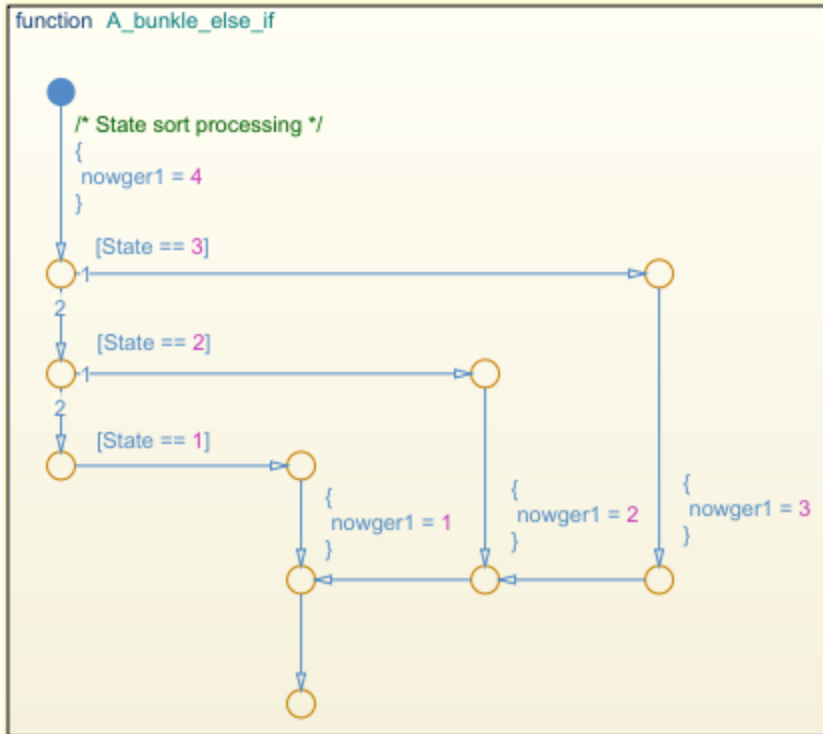 function A_bunkle_else_if
/* State sort processing */
{
nowger1 = 4
}
[State == 3]
1
2
[State == 2]
1
2
[State == 1]
{
nowger1 = 1
}
{
nowger1 = 2
}
{
nowger1 = 3
}